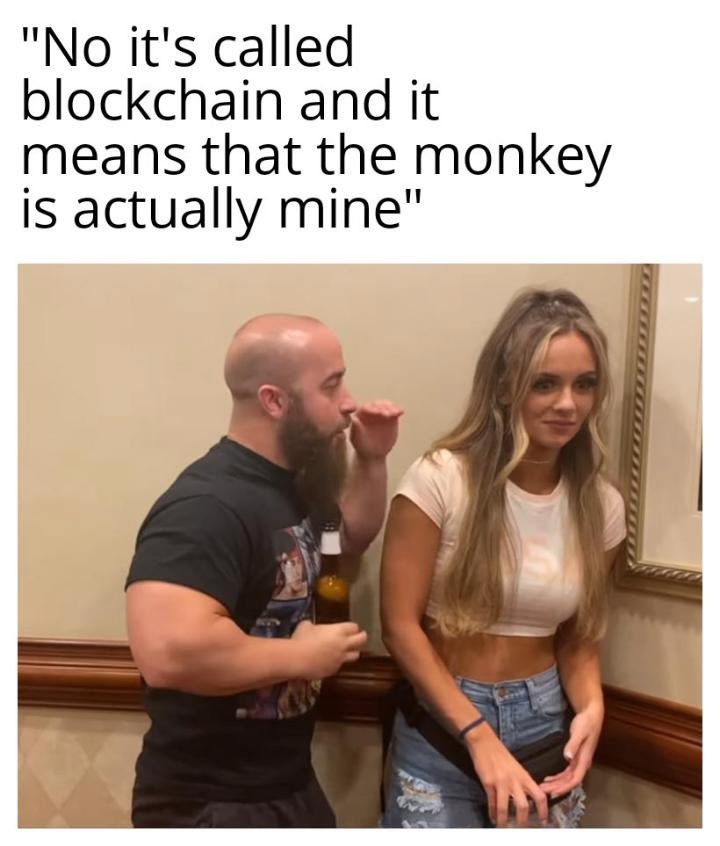 "No it's called
blockchain and it
means that the monkey
is actually mine"